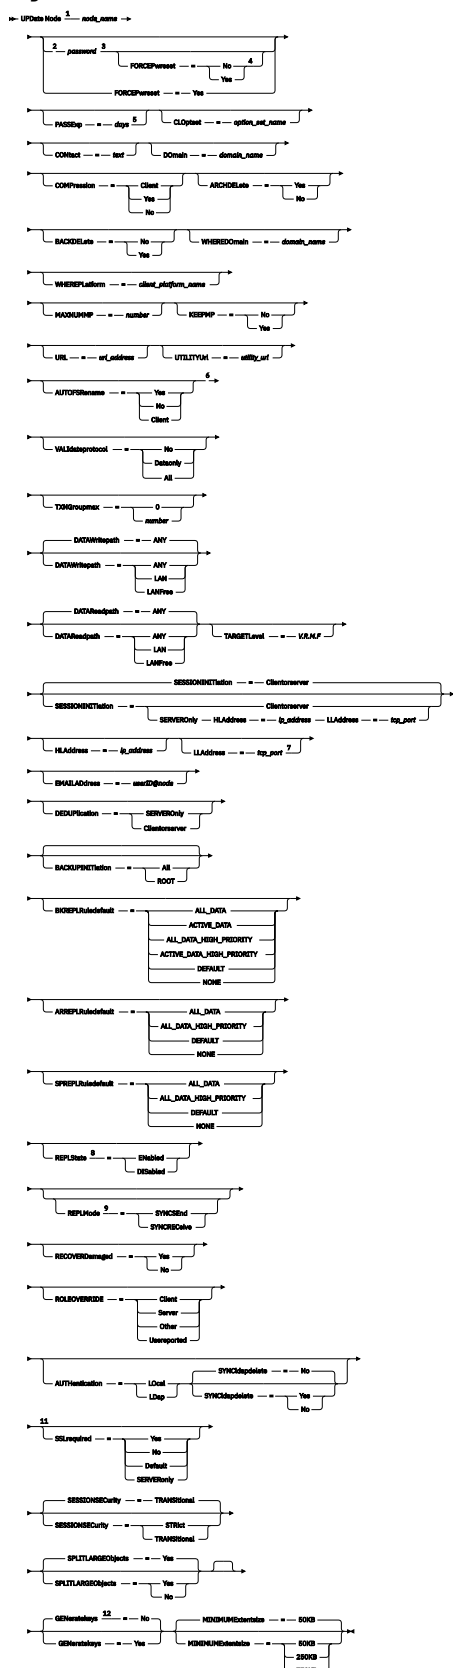 UPDate Node 1 node_name
2 password 3
FORCEPwreset = No 4
Yes
FORCEPwreset = Yes
PASSExp = days 5 CLOptset = option_set_name
CONtact = text DOmain = domain_name
COMPression = Client ARCHDELete = Yes
Yes No
No
BACKDELete = No WHEREDOmain = domain_name
Yes
WHEREPLatform = client_platform_name
MAXNUMMP = number KEEPMP = No
Yes
URL = url_address UTILITYUrl = utility_url
6
AUTOFSRename = Yes
No
Client
VALIdateprotocol = No
Dataonly
All
TXNGroupmax = 0
number
DATAWritepath = ANY
DATAWritepath = ANY
LAN
LANFree
DATAReadpath = ANY
DATAReadpath = ANY TARGETLevel = V.R.M.F
LAN
LANFree
SESSIONINITiation = Clientorserver
SESSIONINITiation = Clientorserver
SERVEROnly HLAddress = ip_address LLAddress = tcp_port
HLAddress = ip_address LLAddress = tcp_port 7
EMAILADdress = userID@node
DEDUPlication = SERVEROnly
Clientorserver
BACKUPINITiation = All
ROOT
BKREPLRuledefault = ALL_DATA
ACTIVE_DATA
ALL_DATA_HIGH_PRIORITY
ACTIVE_DATA_HIGH_PRIORITY
DEFAULT
NONE
ARREPLRuledefault = ALL_DATA
ALL_DATA_HIGH_PRIORITY
DEFAULT
NONE
SPREPLRuledefault = ALL_DATA
ALL_DATA_HIGH_PRIORITY
DEFAULT
NONE
REPLState 8 = ENabled
DISabled
REPLMode 9 = SYNCSEnd
SYNCRECeive
RECOVERDamaged = Yes
No
ROLEOVERRIDE = Client
Server
Other
Usereported
SYNCldapdelete = No
AUTHentication = LOcal
LDap SYNCldapdelete = Yes
No
11
SSLrequired = Yes
No
Default
SERVERonly
SESSIONSECurity = TRANSitional
SESSIONSECurity = STRict
TRANSitional
SPLITLARGEObjects = Yes
SPLITLARGEObjects = Yes
No
GENeratekeys 12 = No MINIMUMExtentsize = 50KB
GENeratekeys = Yes MINIMUMExtentsize = 50KB
250KB